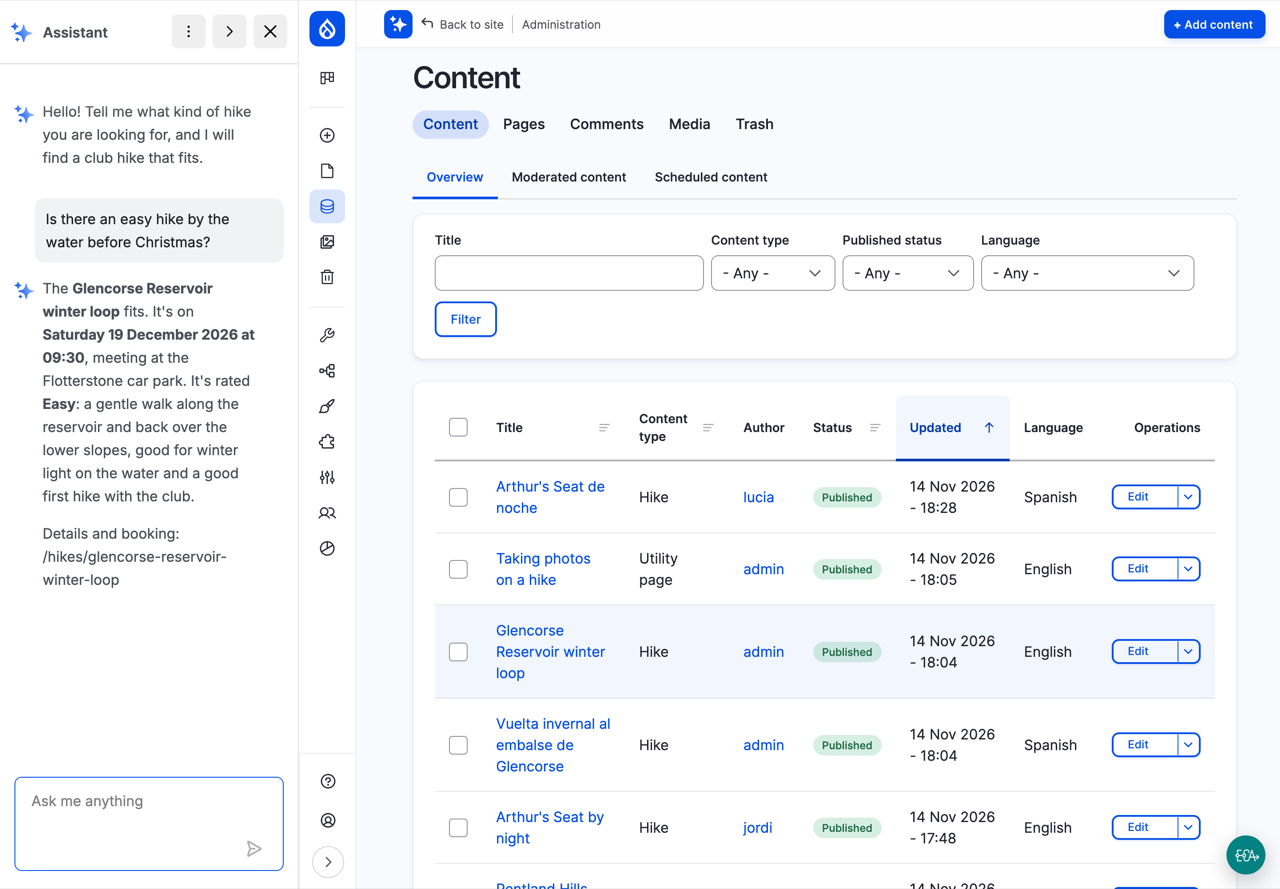 Assistant
Hello! Tell me what kind of hike
you are looking for, and I will
find a club hike that fits.
Is there an easy hike by the
water before Christmas?
The Glencorse Reservoir
winter loop fits. It's on
Saturday 19 December 2026 at
09:30, meeting at the
Flotterstone car park. It's rated
Easy: a gentle walk along the
reservoir and back over the
lower slopes, good for winter
light on the water and a good
first hike with the club.
Details and booking:
/hikes/glencorse-reservoir-
winter-loop
Ask me anything
Back to site
Administration
+ Add content
Content
Content Pages Comments Media Trash
Overview Moderated content Scheduled content
Title Content type Published status Language
- Any - - Any - - Any -
Filter
Title Content type Author Status Updated Language Operations
Arthur's Seat de noche Hike lucia Published 14 Nov 2026 - 18:28 Spanish Edit
Taking photos on a hike Utility page admin Published 14 Nov 2026 - 18:05 English Edit
Glencorse Reservoir winter loop Hike admin Published 14 Nov 2026 - 18:04 English Edit
Vuelta invernal al embalse de Glencorse Hike admin Published 14 Nov 2026 - 18:04 Spanish Edit
Arthur's Seat by night Hike jordi Published 14 Nov 2026 - 17:48 English Edit
Pentland Hills 14 Nov 2026
ECA